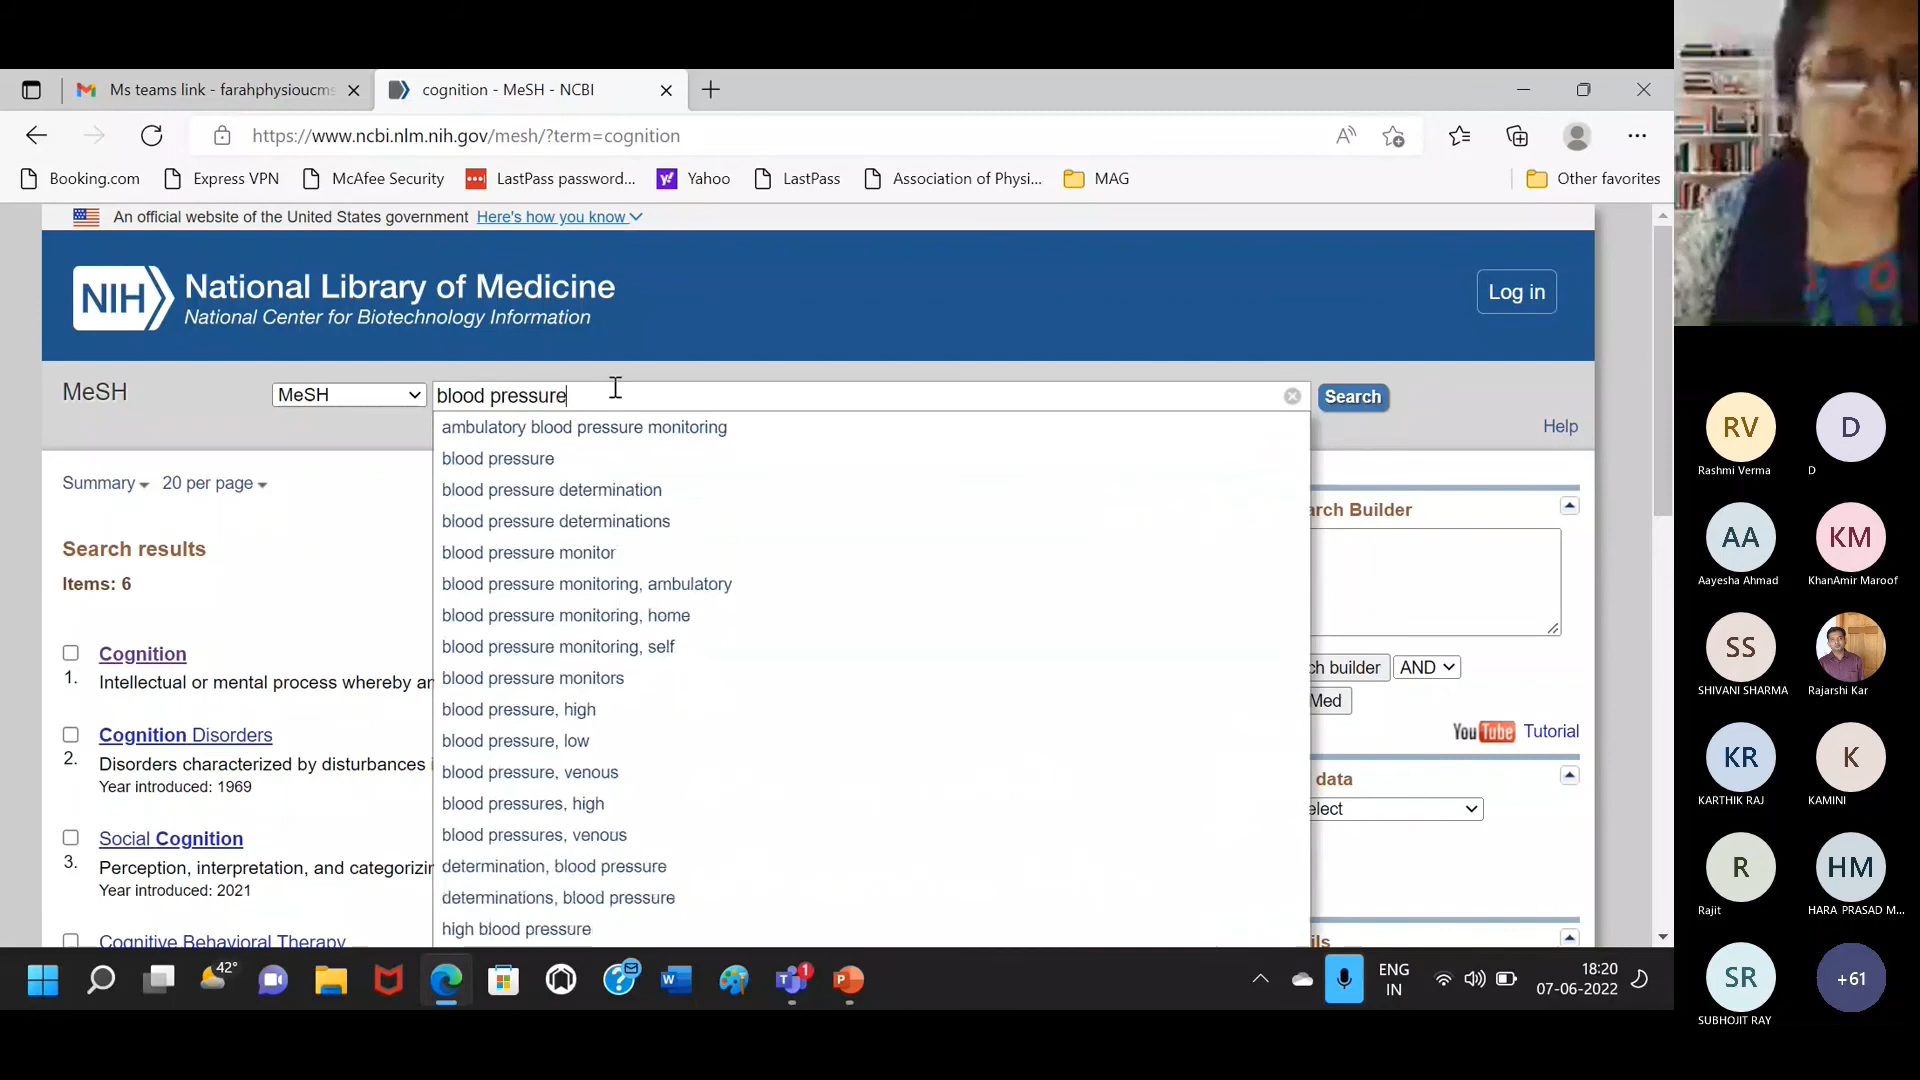 Ms teams link - farahphysioucms
cognition - MeSH - NCBI
https://www.ncbi.nlm.nih.gov/mesh/?term=cognition
Booking.com
Express VPN
McAfee Security
LastPass password...
Yahoo
LastPass
Association of Physi...
MAG
Other favorites
An official website of the United States government Here's how you know
NIH
National Library of Medicine
National Center for Biotechnology Information
Log in
MeSH
MeSH
blood pressure
Search
Help
ambulatory blood pressure monitoring
blood pressure
blood pressure determination
blood pressure determinations
blood pressure monitor
blood pressure monitoring, ambulatory
blood pressure monitoring, home
blood pressure monitoring, self
blood pressure monitors
blood pressure, high
blood pressure, low
blood pressure, venous
blood pressures, high
blood pressures, venous
determination, blood pressure
determinations, blood pressure
high blood pressure
Summary
20 per page
Search results
Items: 6
Cognition
1.
Intellectual or mental process whereby an
Cognition Disorders
2.
Disorders characterized by disturbances i
Year introduced: 1969
Social Cognition
3.
Perception, interpretation, and categorizin
Year introduced: 2021
Cognitive Behavioral Therapy
arch Builder
ch builder
AND
Med
YouTube Tutorial
data
elect
ils
42°
1
ENG
IN
18:20
07-06-2022
RV
Rashmi Verma
D
D
AA
Aayesha Ahmad
KM
KhanAmir Maroof
SS
SHIVANI SHARMA
Rajarshi Kar
KR
KARTHIK RAJ
K
KAMINI
R
Rajit
HM
HARA PRASAD M...
SR
SUBHOJIT RAY
+61